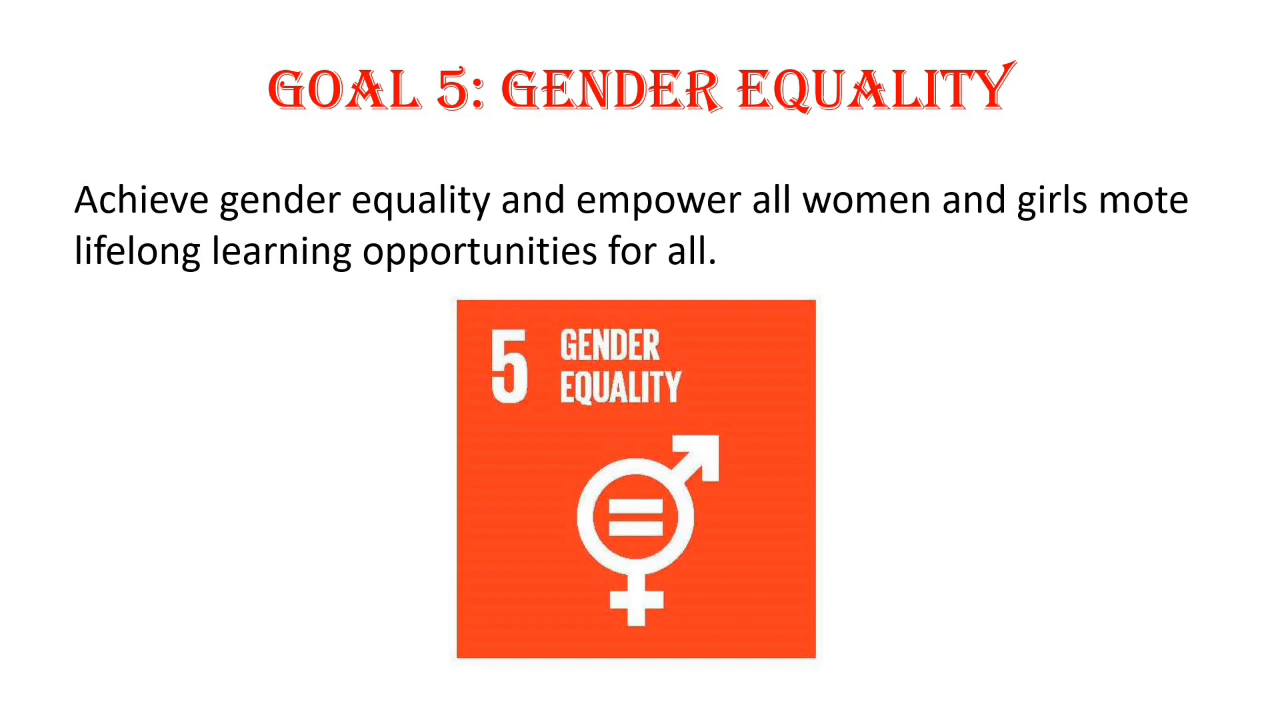 GOAL 5: GENDER EQUALITY
Achieve gender equality and empower all women and girls mote
lifelong learning opportunities for all.
5 GENDER
EQUALITY